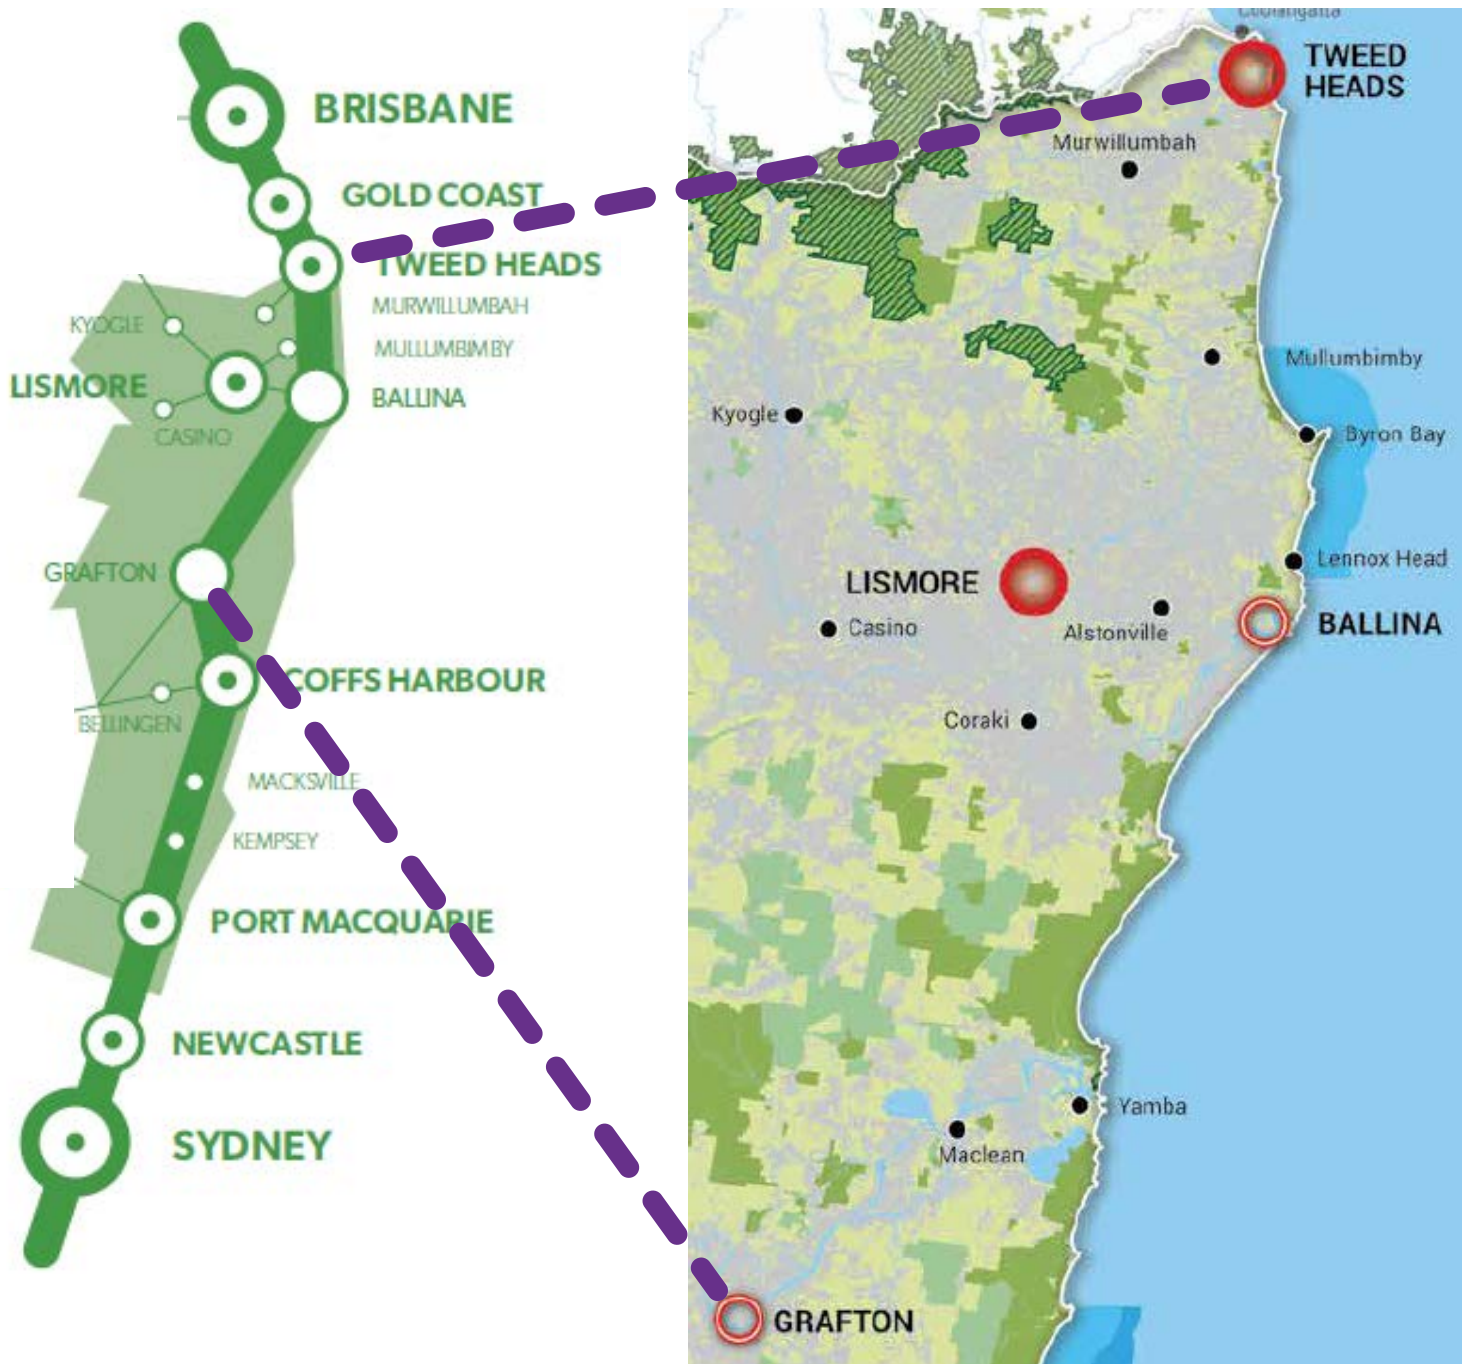 BRISBANE
GOLD COAST
TWEED HEADS
MURWILLUMBAH
KYOGLE
MULLUMBIMBY
LISMORE
BALLINA
CASINO
GRAFTON
COFFS HARBOUR
BELLINGEN
MACKSVILLE
KEMPSEY
PORT MACQUARIE
NEWCASTLE
SYDNEY
Coolangatta
TWEED
HEADS
Murwillumbah
Mullumbimby
Kyogle
Byron Bay
Lennox Head
LISMORE
Casino
Alstonville
BALLINA
Coraki
Yamba
Maclean
GRAFTON